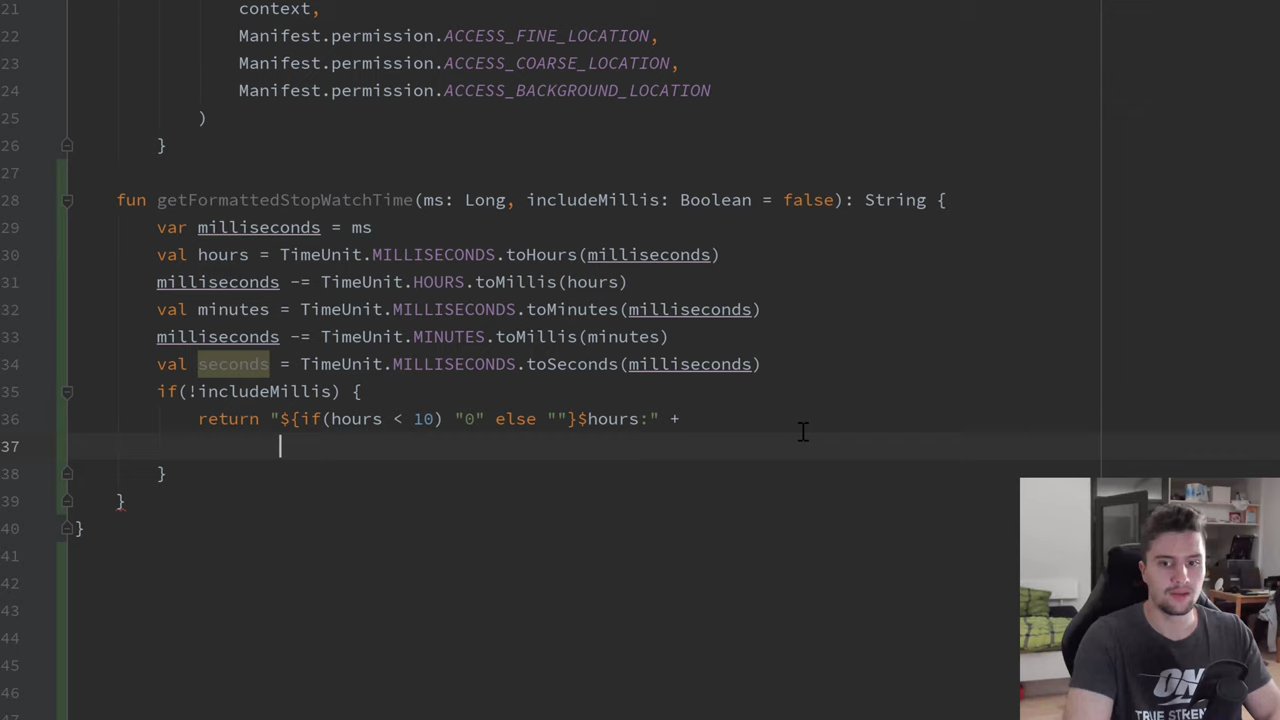 21 context,
22 Manifest.permission.ACCESS_FINE_LOCATION,
23 Manifest.permission.ACCESS_COARSE_LOCATION,
24 Manifest.permission.ACCESS_BACKGROUND_LOCATION
25 )
26 }
27
28 fun getFormattedStopWatchTime(ms: Long, includeMillis: Boolean = false): String {
29 var milliseconds = ms
30 val hours = TimeUnit.MILLISECONDS.toHours(milliseconds)
31 milliseconds -= TimeUnit.HOURS.toMillis(hours)
32 val minutes = TimeUnit.MILLISECONDS.toMinutes(milliseconds)
33 milliseconds -= TimeUnit.MINUTES.toMillis(minutes)
34 val seconds = TimeUnit.MILLISECONDS.toSeconds(milliseconds)
35 if(!includeMillis) {
36 return "${if(hours < 10) "0" else ""}$hours:" +
37
38 }
39 }
40 }
41
42
43
44
45
46
ON
TRUE STREN